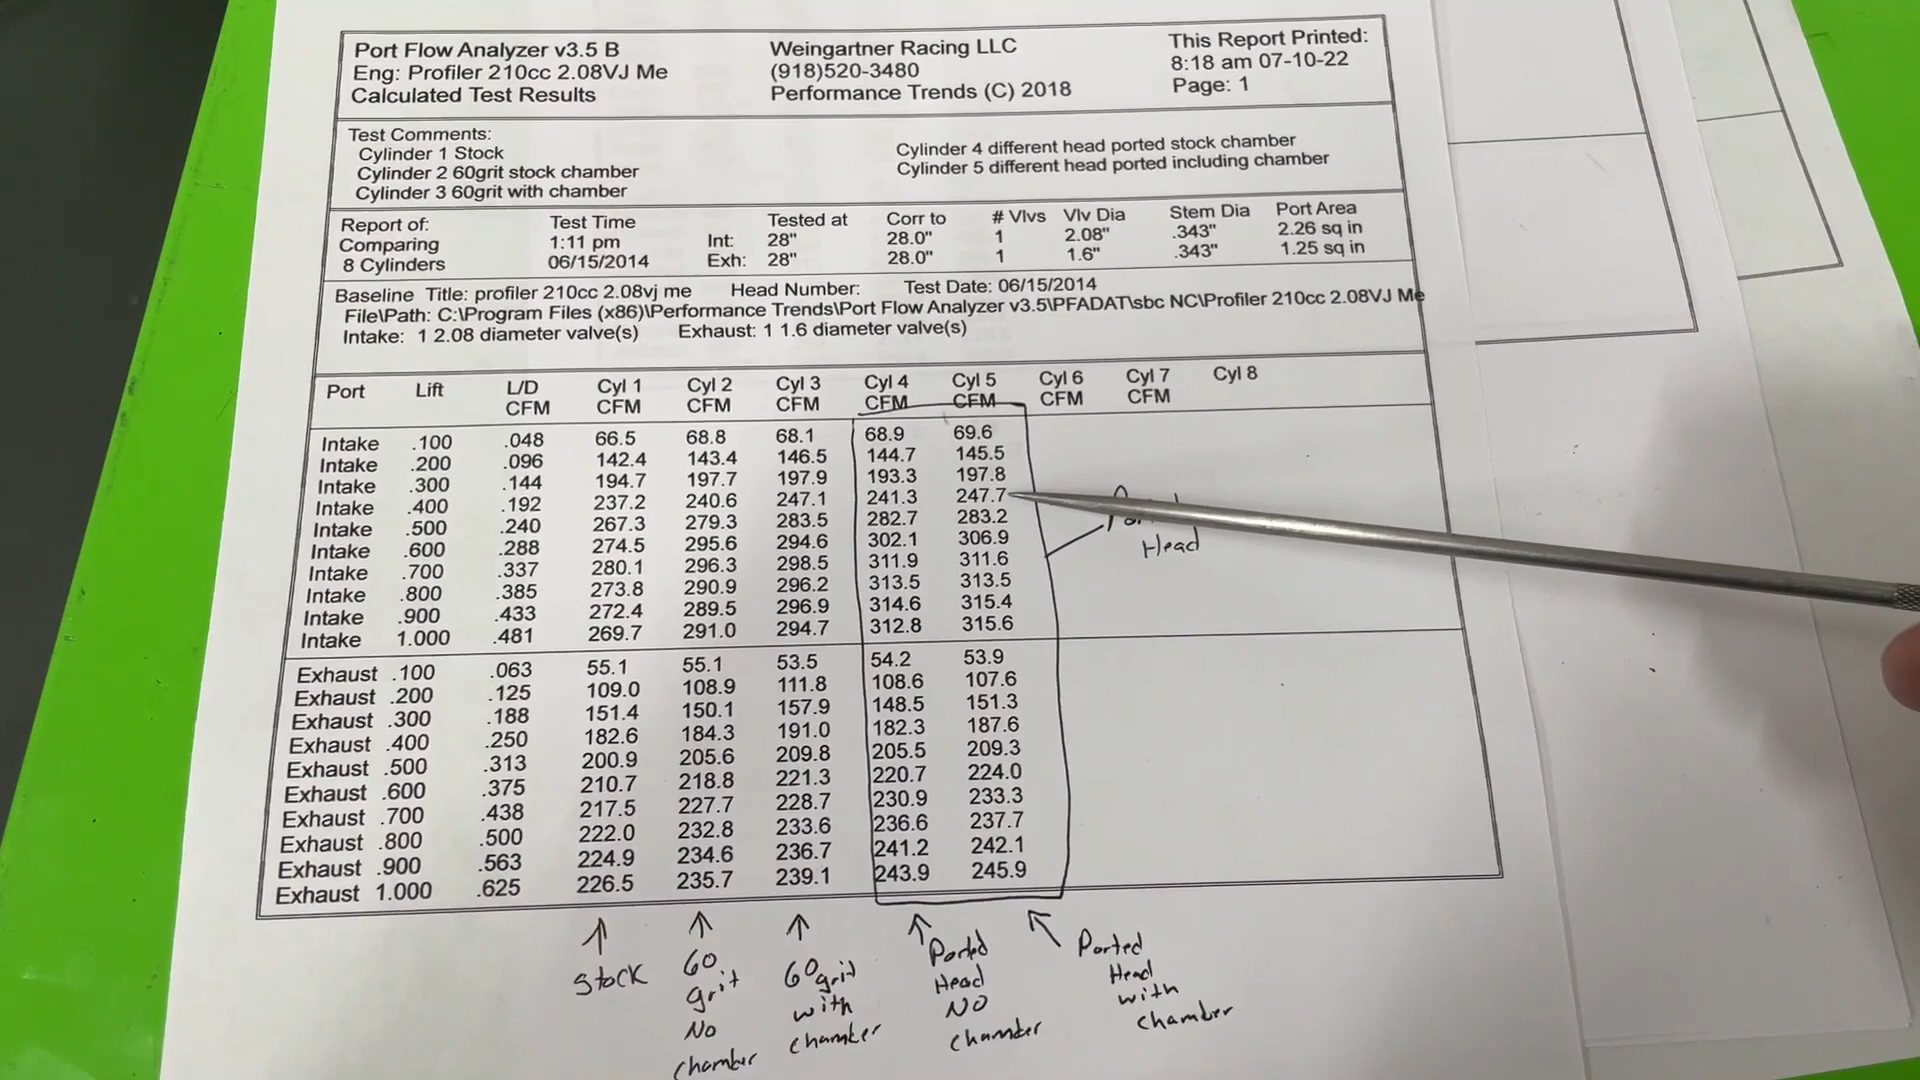 Port Flow Analyzer v3.5 B
Eng: Profiler 210cc 2.08VJ Me
Calculated Test Results
Weingartner Racing LLC
(918)520-3480
Performance Trends (C) 2018
This Report Printed:
8:18 am 07-10-22
Page: 1
Test Comments:
Cylinder 1 Stock
Cylinder 2 60grit stock chamber
Cylinder 3 60grit with chamber
Cylinder 4 different head ported stock chamber
Cylinder 5 different head ported including chamber
Report of: Test Time Tested at Corr to # Vlvs Vlv Dia Stem Dia Port Area
Comparing 1:11 pm Int: 28" 28.0" 1 2.08" .343" 2.26 sq in
8 Cylinders 06/15/2014 Exh: 28" 28.0" 1 1.6" .343" 1.25 sq in
Baseline Title: profiler 210cc 2.08vj me Head Number: Test Date: 06/15/2014
File\Path: C:\Program Files (x86)\Performance Trends\Port Flow Analyzer v3.5\PFADAT\sbc NC\Profiler 210cc 2.08VJ Me
Intake: 1 2.08 diameter valve(s) Exhaust: 1 1.6 diameter valve(s)
Port Lift L/D Cyl 1 Cyl 2 Cyl 3 Cyl 4 Cyl 5 Cyl 6 Cyl 7 Cyl 8
CFM CFM CFM CFM CFM CFM CFM CFM
Intake .100 .048 66.5 68.8 68.1 68.9 69.6
Intake .200 .096 142.4 143.4 146.5 144.7 145.5
Intake .300 .144 194.7 197.7 197.9 193.3 197.8
Intake .400 .192 237.2 240.6 247.1 241.3 247.7
Intake .500 .240 267.3 279.3 283.5 282.7 283.2
Intake .600 .288 274.5 295.6 294.6 302.1 306.9
Intake .700 .337 280.1 296.3 298.5 311.9 311.6
Intake .800 .385 273.8 290.9 296.2 313.5 313.5
Intake .900 .433 272.4 289.5 296.9 314.6 315.4
Intake 1.000 .481 269.7 291.0 294.7 312.8 315.6
Head
Exhaust .100 .063 55.1 55.1 53.5 54.2 53.9
Exhaust .200 .125 109.0 108.9 111.8 108.6 107.6
Exhaust .300 .188 151.4 150.1 157.9 148.5 151.3
Exhaust .400 .250 182.6 184.3 191.0 182.3 187.6
Exhaust .500 .313 200.9 205.6 209.8 205.5 209.3
Exhaust .600 .375 210.7 218.8 221.3 220.7 224.0
Exhaust .700 .438 217.5 227.7 228.7 230.9 233.3
Exhaust .800 .500 222.0 232.8 233.6 236.6 237.7
Exhaust .900 .563 224.9 234.6 236.7 241.2 242.1
Exhaust 1.000 .625 226.5 235.7 239.1 243.9 245.9
Stock
60
grit
No
chamber
60grit
with
chamber
Ported
Head
NO
chamber
Ported
Head
with
chamber